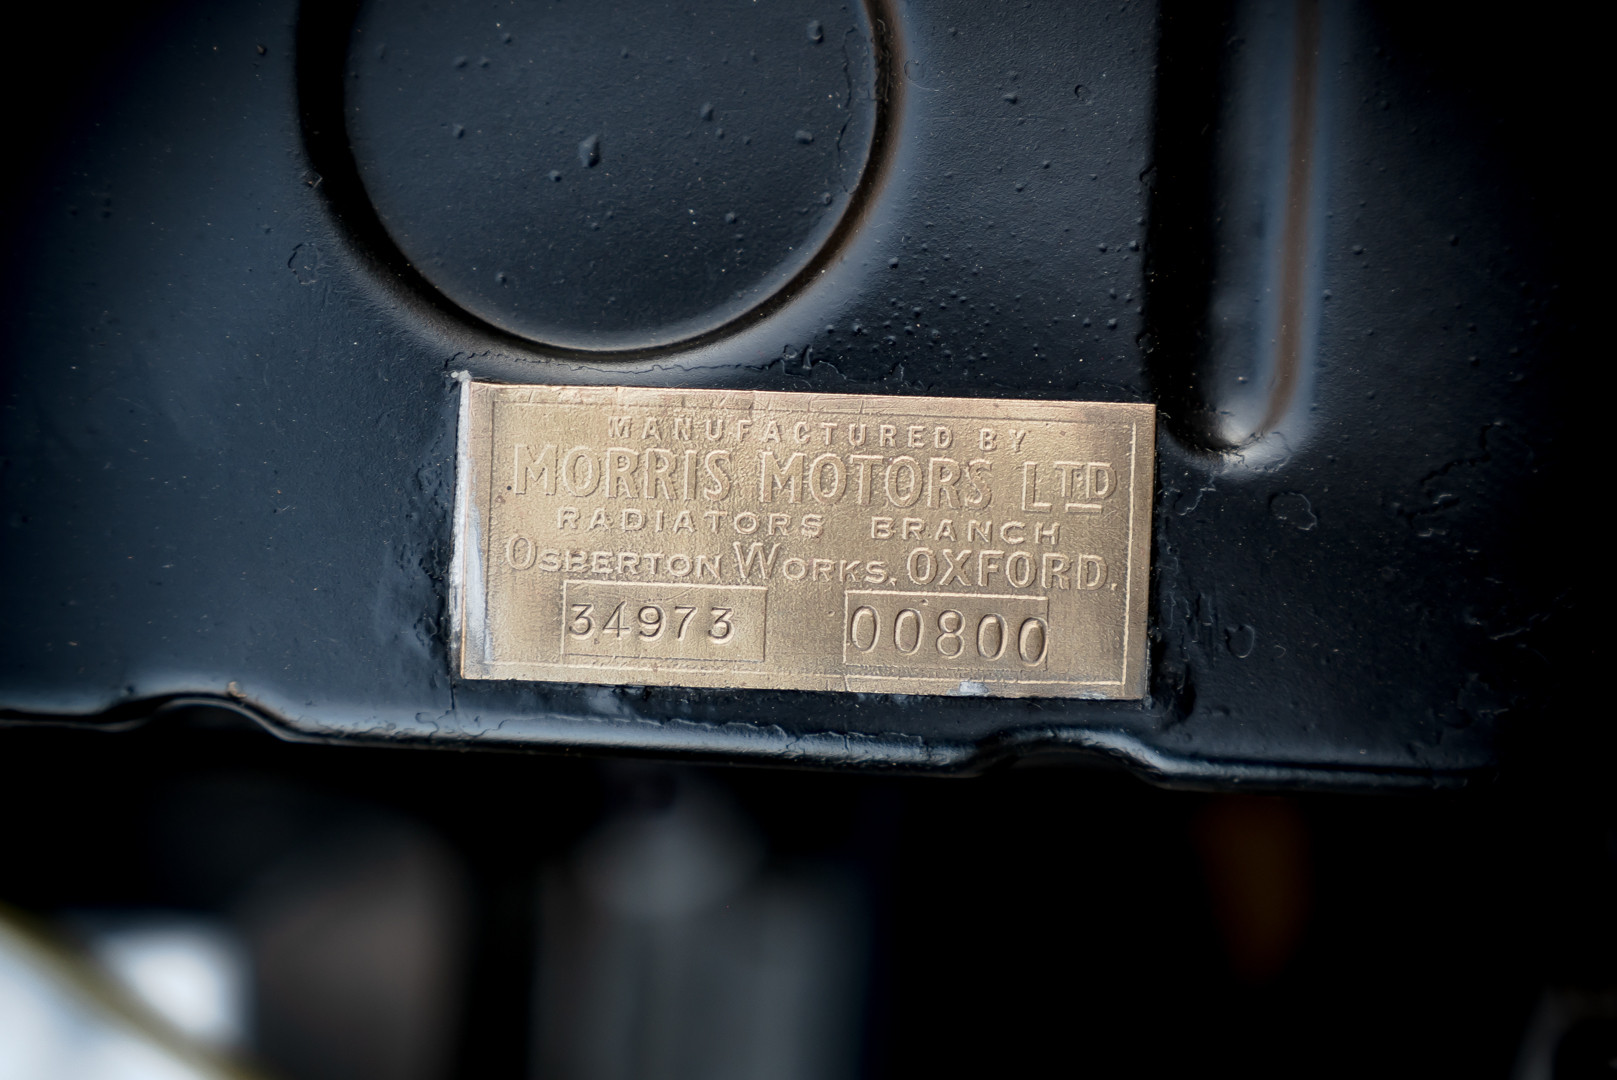 MANUFACTURED BY
MORRIS MOTORS LTD
RADIATORS BRANCH
OSBERTON WORKS, OXFORD.
34973 00800